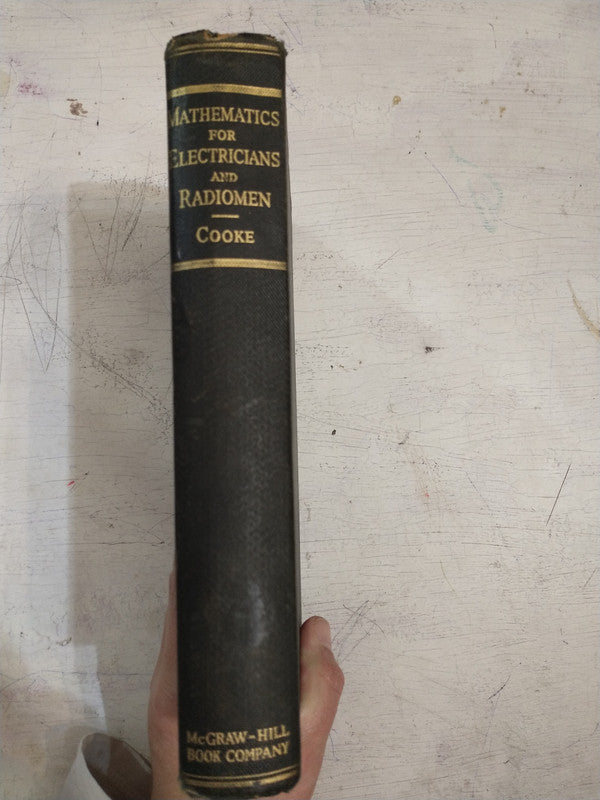 MATHEMATICS
FOR
ELECTRICIANS
AND
RADIOMEN
COOKE
McGRAW-HILL
BOOK COMPANY